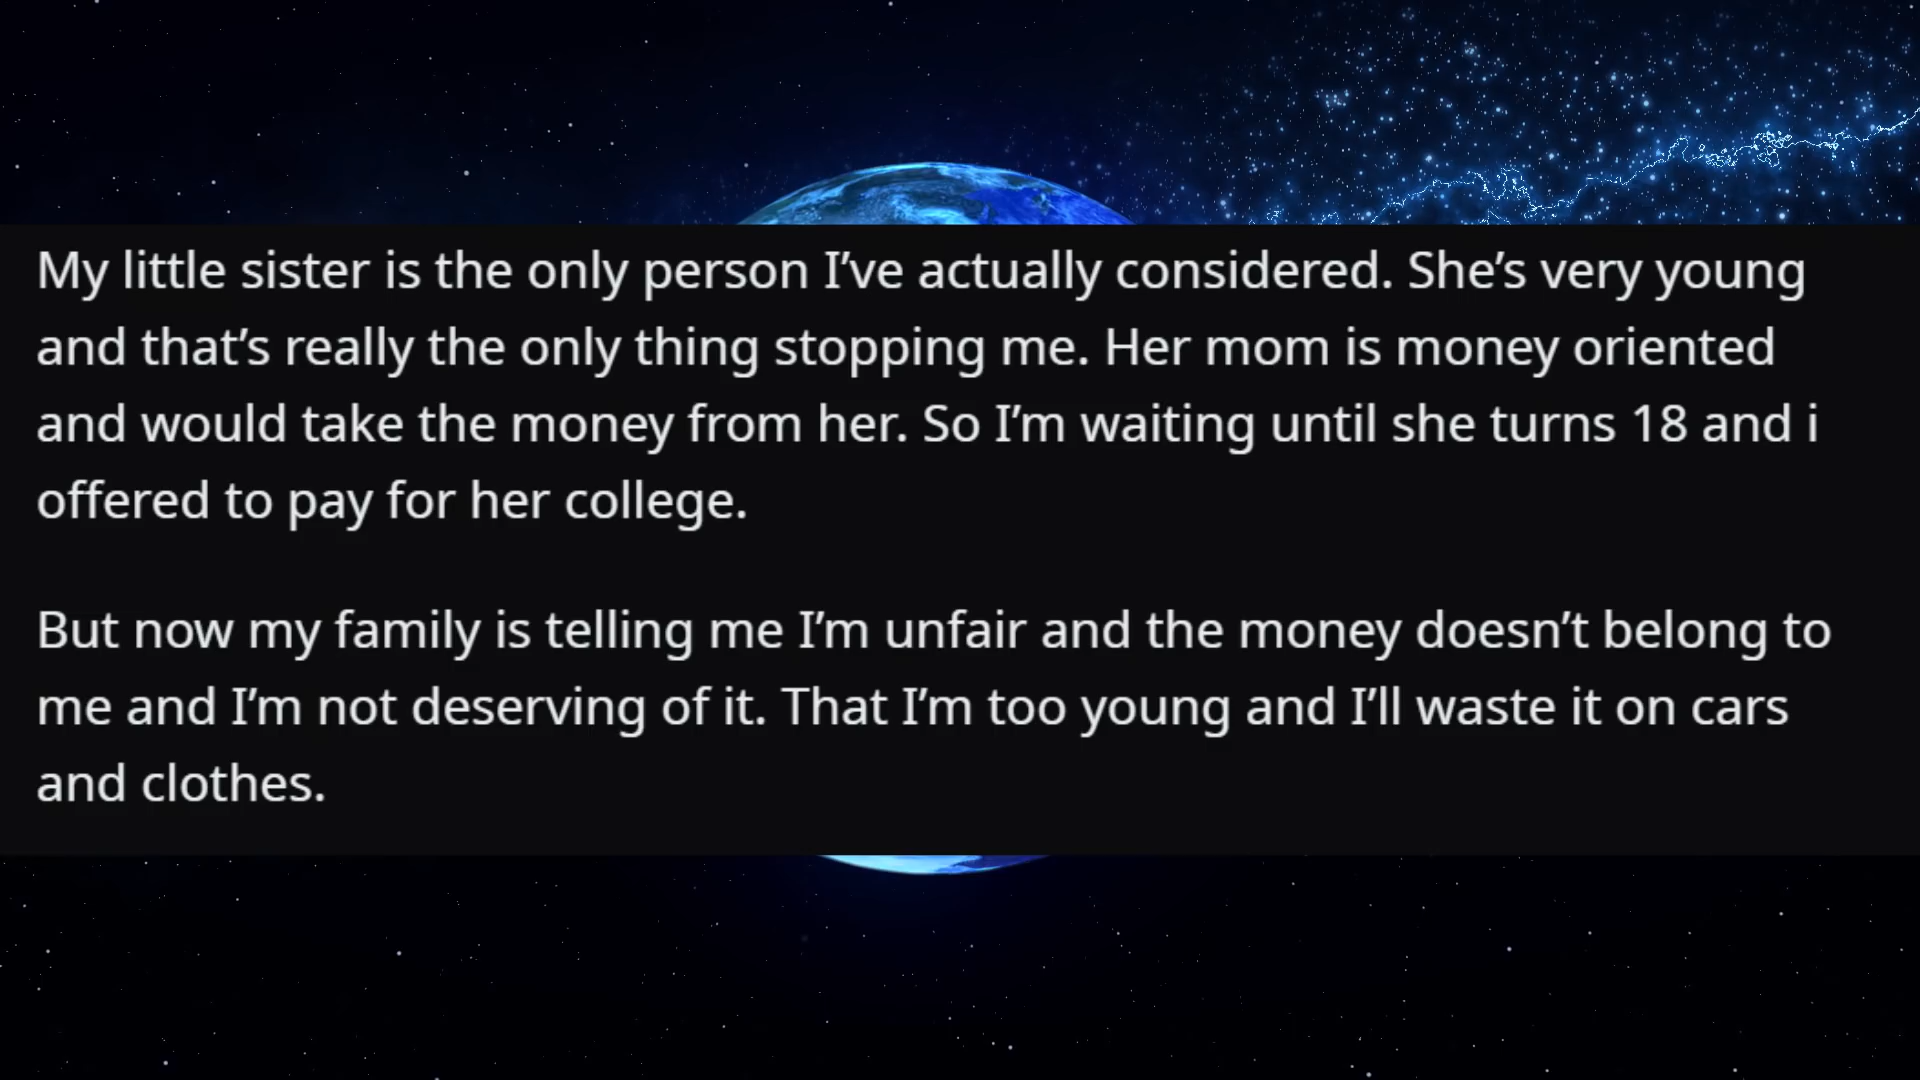 My little sister is the only person I’ve actually considered. She’s very young
and that’s really the only thing stopping me. Her mom is money oriented
and would take the money from her. So I’m waiting until she turns 18 and i
offered to pay for her college.
But now my family is telling me I’m unfair and the money doesn’t belong to
me and I’m not deserving of it. That I’m too young and I’ll waste it on cars
and clothes.